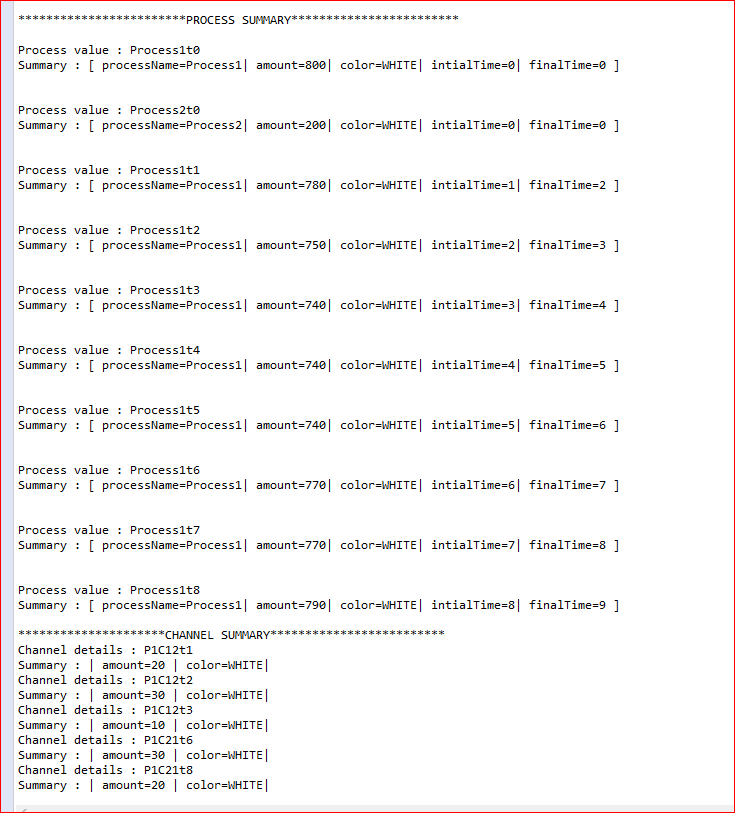 ************************PROCESS SUMMARY************************
Process value : Process1t0
Summary : [ processName=Process1| amount=800| color=WHITE| intialTime=0| finalTime=0 ]
Process value : Process2t0
Summary : [ processName=Process2| amount=200| color=WHITE| intialTime=0| finalTime=0 ]
Process value : Process1t1
Summary : [ processName=Process1| amount=780| color=WHITE| intialTime=1| finalTime=2 ]
Process value : Process1t2
Summary : [ processName=Process1| amount=750| color=WHITE| intialTime=2| finalTime=3 ]
Process value : Process1t3
Summary : [ processName=Process1| amount=740| color=WHITE| intialTime=3| finalTime=4 ]
Process value : Process1t4
Summary : [ processName=Process1| amount=740| color=WHITE| intialTime=4| finalTime=5 ]
Process value : Process1t5
Summary : [ processName=Process1| amount=740| color=WHITE| intialTime=5| finalTime=6 ]
Process value : Process1t6
Summary : [ processName=Process1| amount=770| color=WHITE| intialTime=6| finalTime=7 ]
Process value : Process1t7
Summary : [ processName=Process1| amount=770| color=WHITE| intialTime=7| finalTime=8 ]
Process value : Process1t8
Summary : [ processName=Process1| amount=790| color=WHITE| intialTime=8| finalTime=9 ]
*********************CHANNEL SUMMARY*************************
Channel details : P1C12t1
Summary : | amount=20 | color=WHITE|
Channel details : P1C12t2
Summary : | amount=30 | color=WHITE|
Channel details : P1C12t3
Summary : | amount=10 | color=WHITE|
Channel details : P1C21t6
Summary : | amount=30 | color=WHITE|
Channel details : P1C21t8
Summary : | amount=20 | color=WHITE|